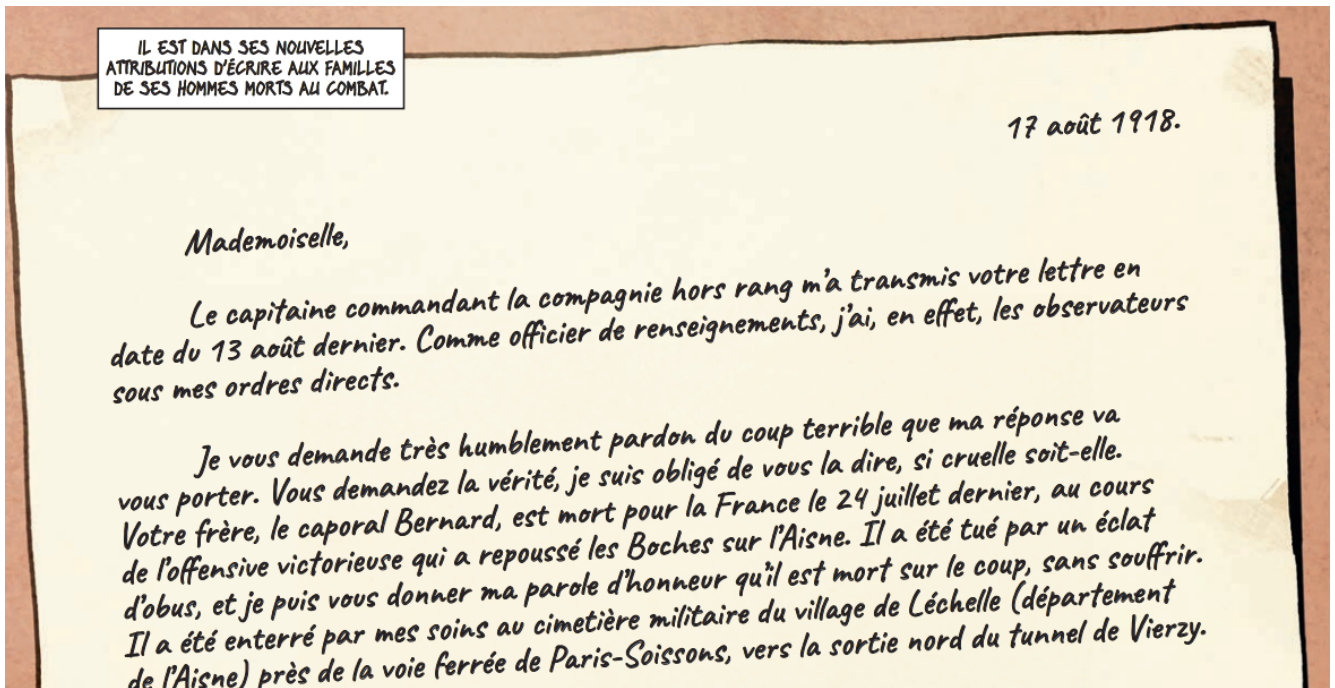 IL EST DANS SES NOUVELLES
ATTRIBUTIONS D'ÉCRIRE AUX FAMILLES
DE SES HOMMES MORTS AU COMBAT.
17 août 1918.
Mademoiselle,
Le capitaine commandant la compagnie hors rang m'a transmis votre lettre en
date du 13 août dernier. Comme officier de renseignements, j'ai, en effet, les observateurs
sous mes ordres directs.
Je vous demande très humblement pardon du coup terrible que ma réponse va
vous porter. Vous demandez la vérité, je suis obligé de vous la dire, si cruelle soit-elle.
Votre frère, le caporal Bernard, est mort pour la France le 24 juillet dernier, au cours
de l'offensive victorieuse qui a repoussé les Boches sur l'Aisne. Il a été tué par un éclat
d'obus, et je puis vous donner ma parole d'honneur qu'il est mort sur le coup, sans souffrir.
Il a été enterré par mes soins au cimetière militaire du village de Léchelle (département
de l'Aisne) près de la voie ferrée de Paris-Soissons, vers la sortie nord du tunnel de Vierzy.